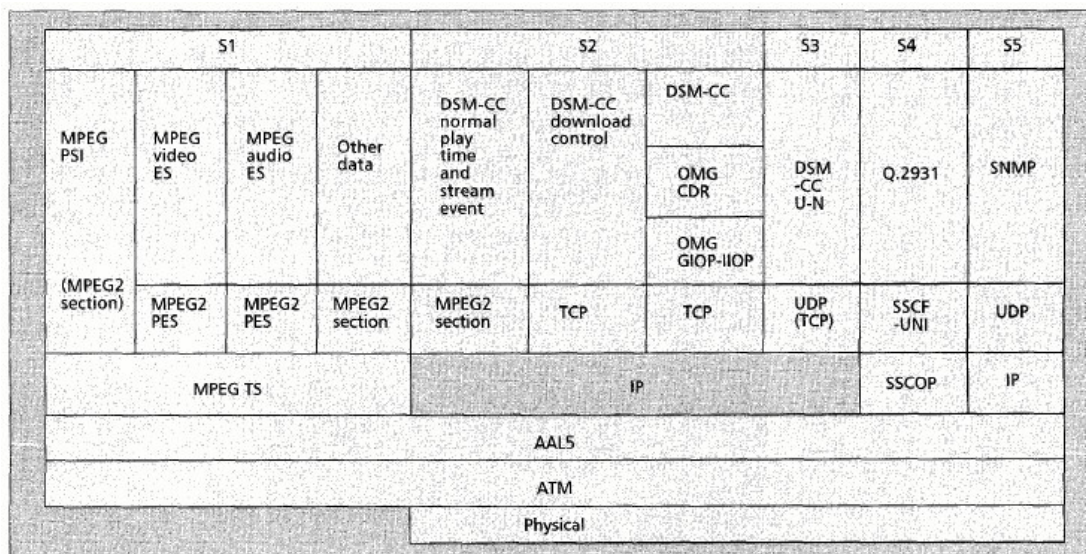 S1
S2
S3
S4
S5
MPEG
PSI
(MPEG2
section)
MPEG
video
ES
MPEG
audio
ES
Other
data
DSM-CC
normal
play
time
and
stream
event
DSM-CC
download
control
DSM-CC
OMG
CDR
OMG
GIOP-IIOP
DSM
-CC
U-N
Q.2931
SNMP
MPEG2
PES
MPEG2
PES
MPEG2
section
MPEG2
section
TCP
TCP
UDP
(TCP)
SSCF
-UNI
UDP
MPEG TS
IP
SSCOP
IP
AAL5
ATM
Physical